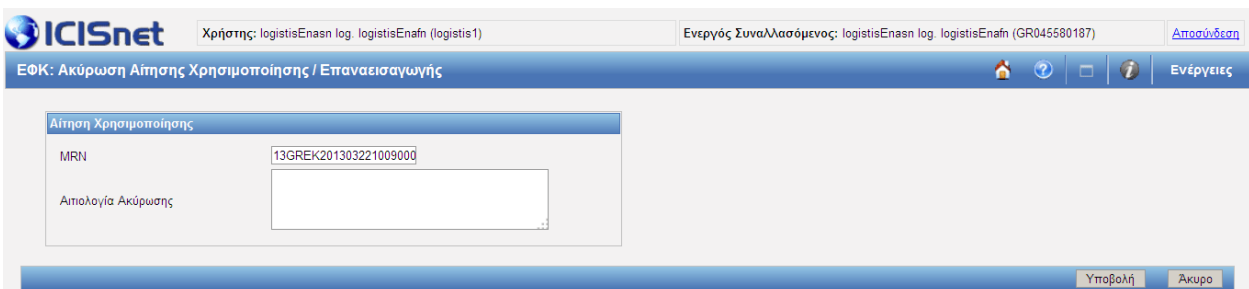 ICISnet
Χρήστης: logistisEnasn log. logistisEnafn (logistis1)
Ενεργός Συναλλασόμενος: logistisEnasn log. logistisEnafn (GR045580187)
Αποσύνδεση
ΕΦΚ: Ακύρωση Αίτησης Χρησιμοποίησης / Επαναεισαγωγής
Ενέργειες
Αίτηση Χρησιμοποίησης
MRN 13GREK201303221009000
Αιτιολογία Ακύρωσης
Υποβολή Άκυρο